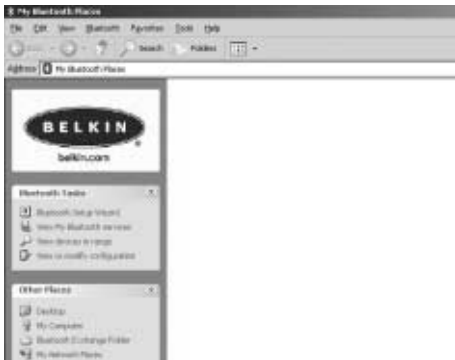 My Bluetooth Places
File Edit View Bluetooth Favorites Tools Help
Search Folders
Address My Bluetooth Places
BELKIN
belkin.com
Bluetooth Tasks
Bluetooth Setup Wizard
View My Bluetooth services
View devices in range
View or modify configuration
Other Places
Desktop
My Computer
Bluetooth Exchange Folder
My Network Places